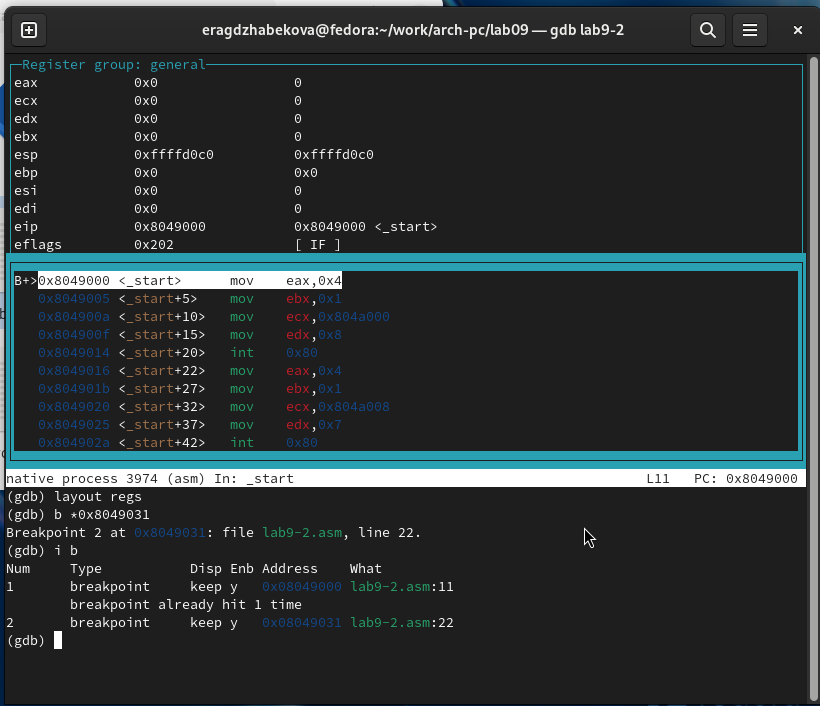 eragdzhabekova@fedora:~/work/arch-pc/lab09 — gdb lab9-2
Register group: general
eax 0x0 0
ecx 0x0 0
edx 0x0 0
ebx 0x0 0
esp 0xffffd0c0 0xffffd0c0
ebp 0x0 0x0
esi 0x0 0
edi 0x0 0
eip 0x8049000 0x8049000 <_start>
eflags 0x202 [ IF ]
B+>0x8049000 <_start> mov eax,0x4
0x8049005 <_start+5> mov ebx,0x1
0x804900a <_start+10> mov ecx,0x804a000
0x804900f <_start+15> mov edx,0x8
0x8049014 <_start+20> int 0x80
0x8049016 <_start+22> mov eax,0x4
0x804901b <_start+27> mov ebx,0x1
0x8049020 <_start+32> mov ecx,0x804a008
0x8049025 <_start+37> mov edx,0x7
0x804902a <_start+42> int 0x80
native process 3974 (asm) In: _start L11 PC: 0x8049000
(gdb) layout regs
(gdb) b *0x8049031
Breakpoint 2 at 0x8049031: file lab9-2.asm, line 22.
(gdb) i b
Num Type Disp Enb Address What
1 breakpoint keep y 0x08049000 lab9-2.asm:11
breakpoint already hit 1 time
2 breakpoint keep y 0x08049031 lab9-2.asm:22
(gdb)